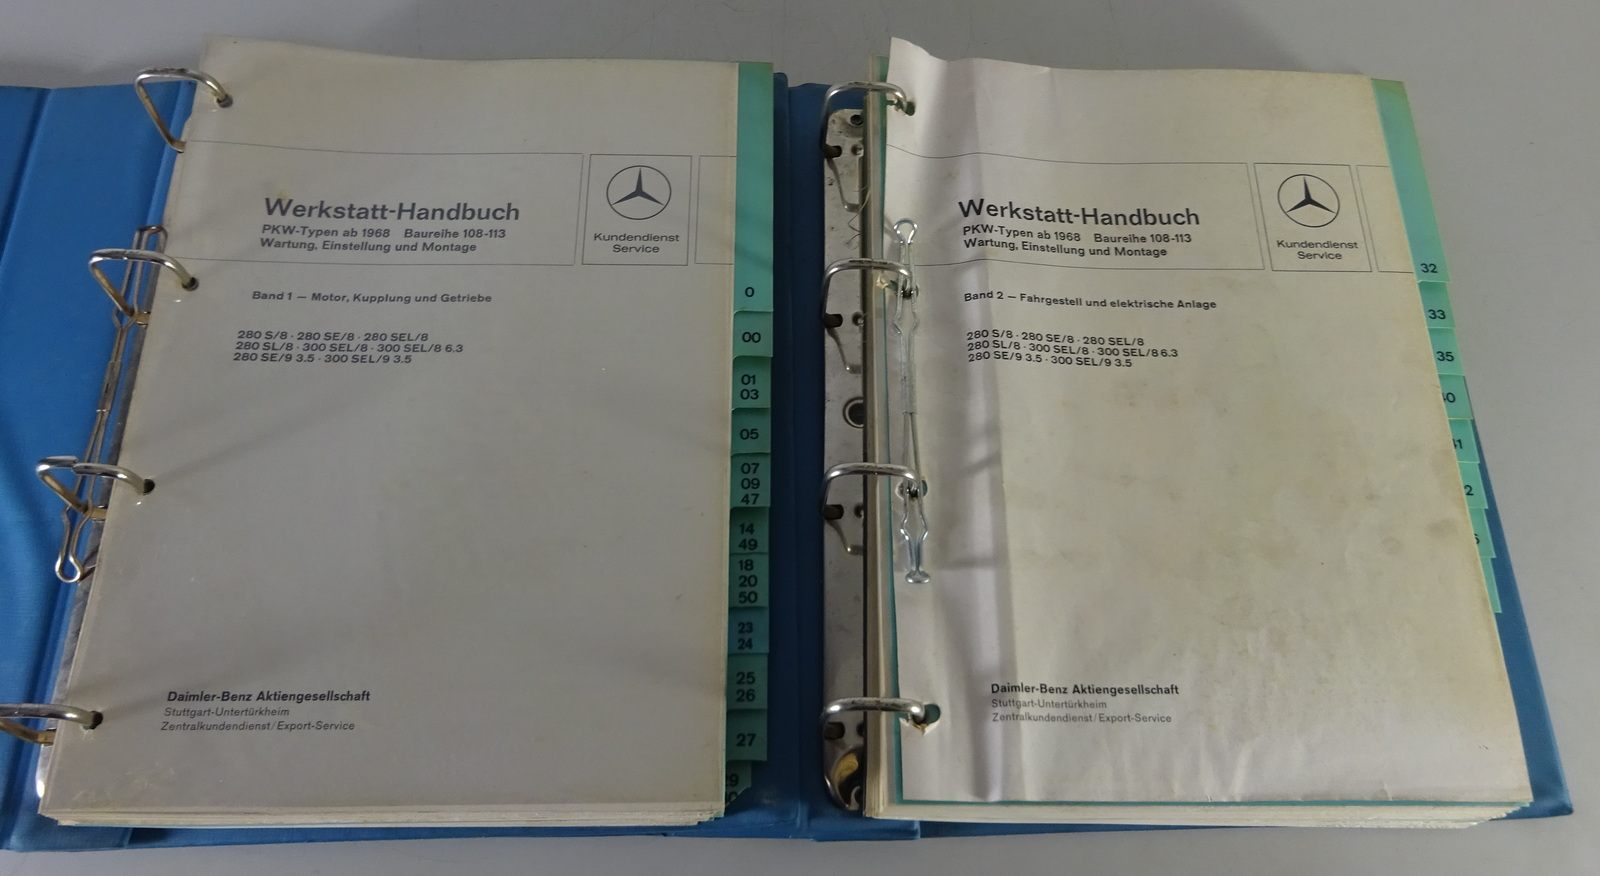 Werkstatt-Handbuch
PKW-Typen ab 1968 Baureihe 108-113
Wartung, Einstellung und Montage
Kundendienst
Service
Band 1 — Motor, Kupplung und Getriebe
280 S/8 · 280 SE/8 · 280 SEL/8
280 SL/8 · 300 SEL/8 · 300 SEL/8 6.3
280 SE/9 3.5 · 300 SEL/9 3.5
Daimler-Benz Aktiengesellschaft
Stuttgart-Untertürkheim
Zentralkundendienst/Export-Service
0
00
01
03
05
07
09
47
14
49
18
20
50
23
24
25
26
27
Werkstatt-Handbuch
PKW-Typen ab 1968 Baureihe 108-113
Wartung, Einstellung und Montage
Kundendienst
Service
Band 2 — Fahrgestell und elektrische Anlage
280 S/8 · 280 SE/8 · 280 SEL/8
280 SL/8 · 300 SEL/8 · 300 SEL/8 6.3
280 SE/9 3.5 · 300 SEL/9 3.5
Daimler-Benz Aktiengesellschaft
Stuttgart-Untertürkheim
Zentralkundendienst/Export-Service
32
33
35